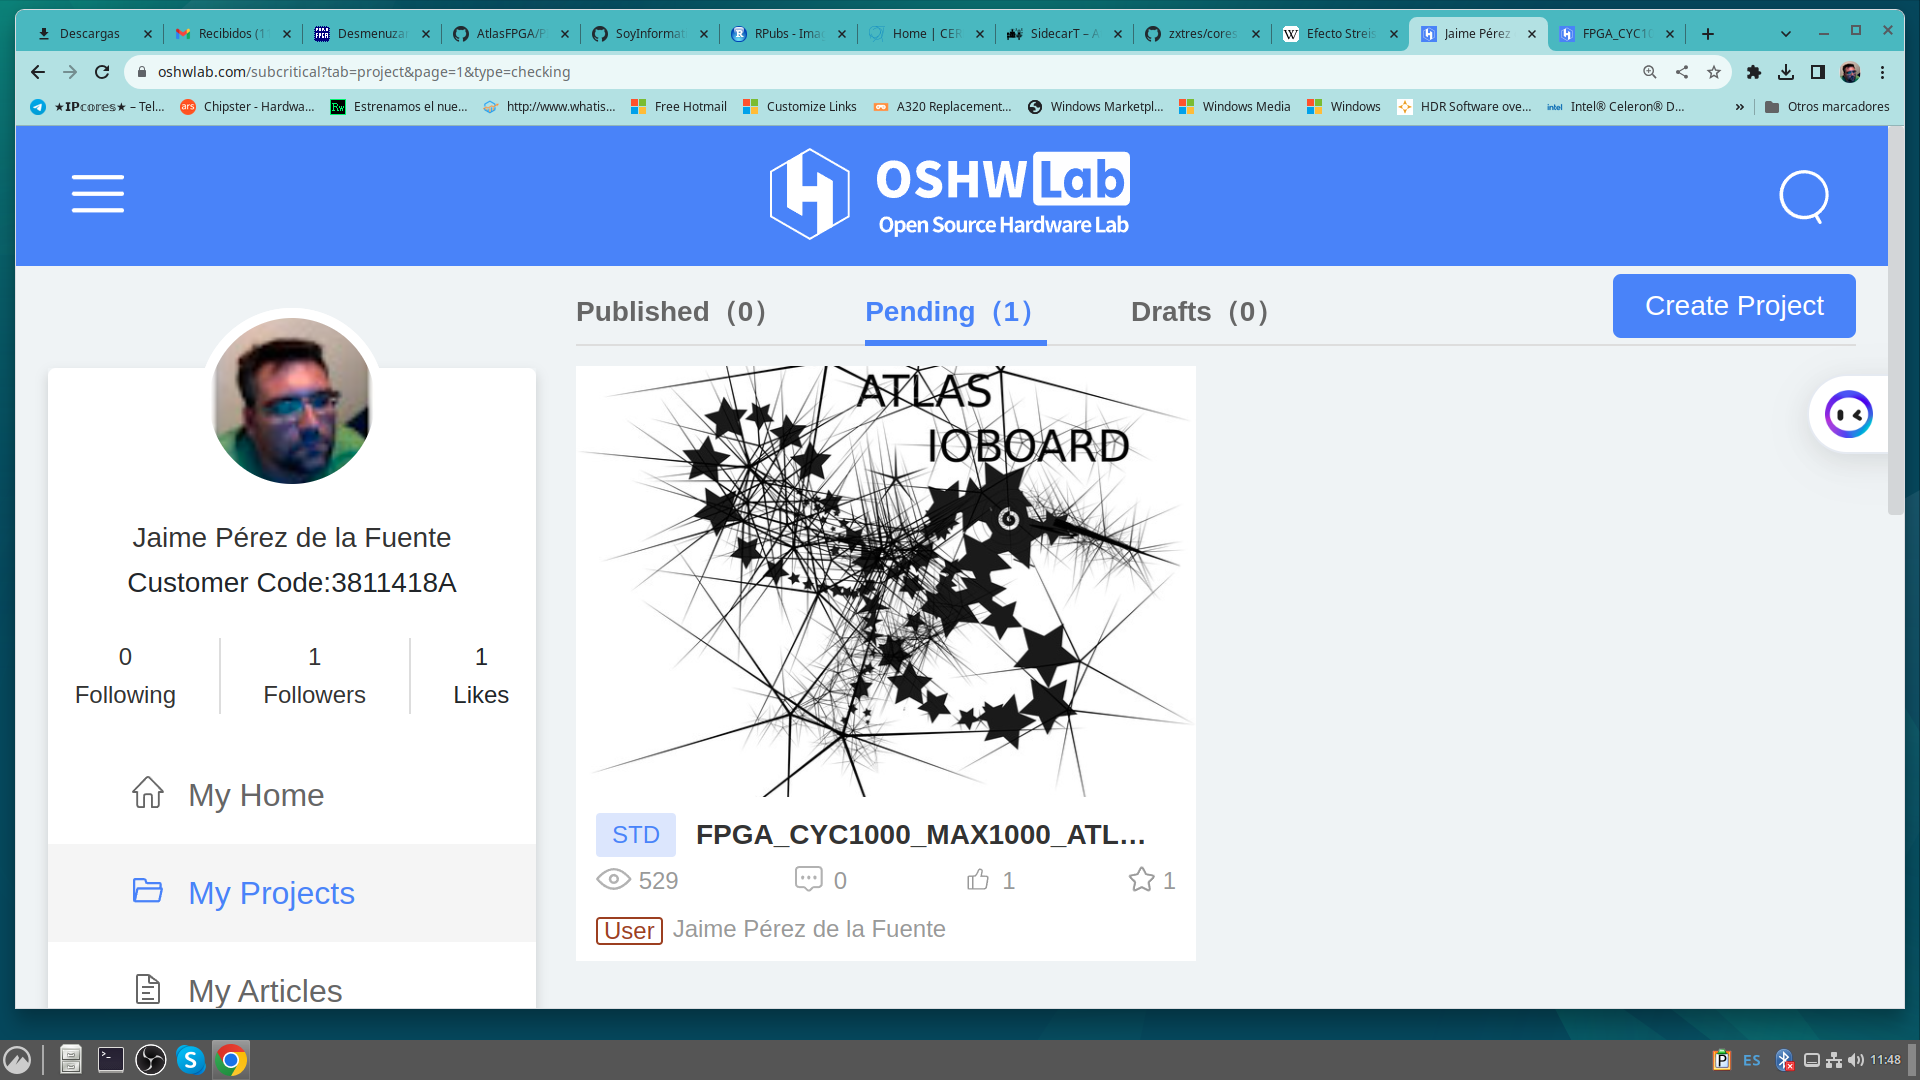 Descargas
Recibidos (1
Desmenuza
AtlasFPGA/P
SoyInformat
RPubs - Ima
Home | CER
SidecarT – A
zxtres/cores
Efecto Streis
Jaime Pérez
FPGA_CYC10
oshwlab.com/subcritical?tab=project&page=1&type=checking
★IPcores★ – Tel...
Chipster - Hardwa...
Estrenamos el nue...
http://www.whatis...
Free Hotmail
Customize Links
A320 Replacement...
Windows Marketpl...
Windows Media
Windows
HDR Software ove...
Intel® Celeron® D...
»
Otros marcadores
OSHW Lab
Open Source Hardware Lab
Published（0）
Pending（1）
Drafts（0）
Create Project
ATLAS
IOBOARD
Jaime Pérez de la Fuente
Customer Code:3811418A
0
Following
1
Followers
1
Likes
My Home
My Projects
My Articles
STD
FPGA_CYC1000_MAX1000_ATL...
529
0
1
1
User
Jaime Pérez de la Fuente
ES
11:48